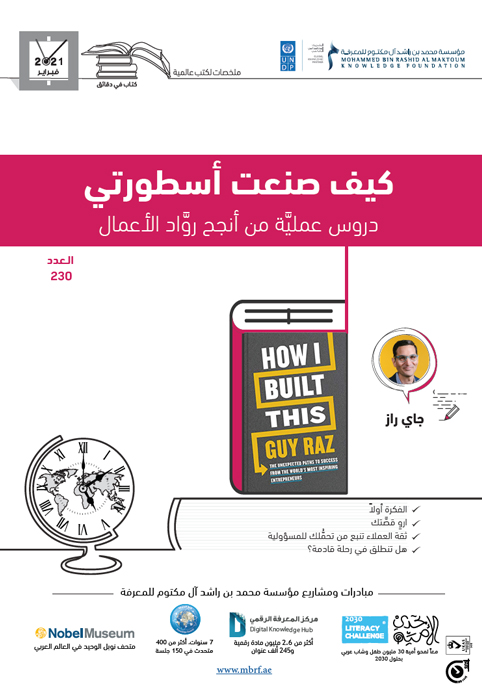 مؤسسة محمد بن راشد آل مكتوم للمعرفة
MOHAMMED BIN RASHID AL MAKTOUM
KNOWLEDGE FOUNDATION
U N
D P
ملخصات لكتب عالمية
كتاب في دقائق
2021
فبراير
كيف صنعت أسطورتي
دروس عمليَّة من أنجح روَّاد الأعمال
العدد
230
HOW I
BUILT
THIS
GUY RAZ
THE UNEXPECTED PATHS TO SUCCESS
FROM THE WORLD'S MOST INSPIRING
ENTREPRENEURS
جاي راز
الفكرة أولاً
اروِ قصَّتك
ثقة العملاء تنبع من تحمُّلك للمسؤولية
هل تنطلق في رحلة قادمة؟
مبادرات ومشاريع مؤسسة محمد بن راشد آل مكتوم للمعرفة
2030
LITERACY
CHALLENGE
معاً لمحو أمية 30 مليون طفل وشاب عربي
بحلول 2030
مركز المعرفة الرقمي
Digital Knowledge Hub
أكثر من 2.6 مليون مادة رقمية
و245 ألف عنوان
7 سنوات، أكثر من 400
متحدث في 150 جلسة
NobelMuseum
متحف نوبل الوحيد في العالم العربي
www.mbrf.ae